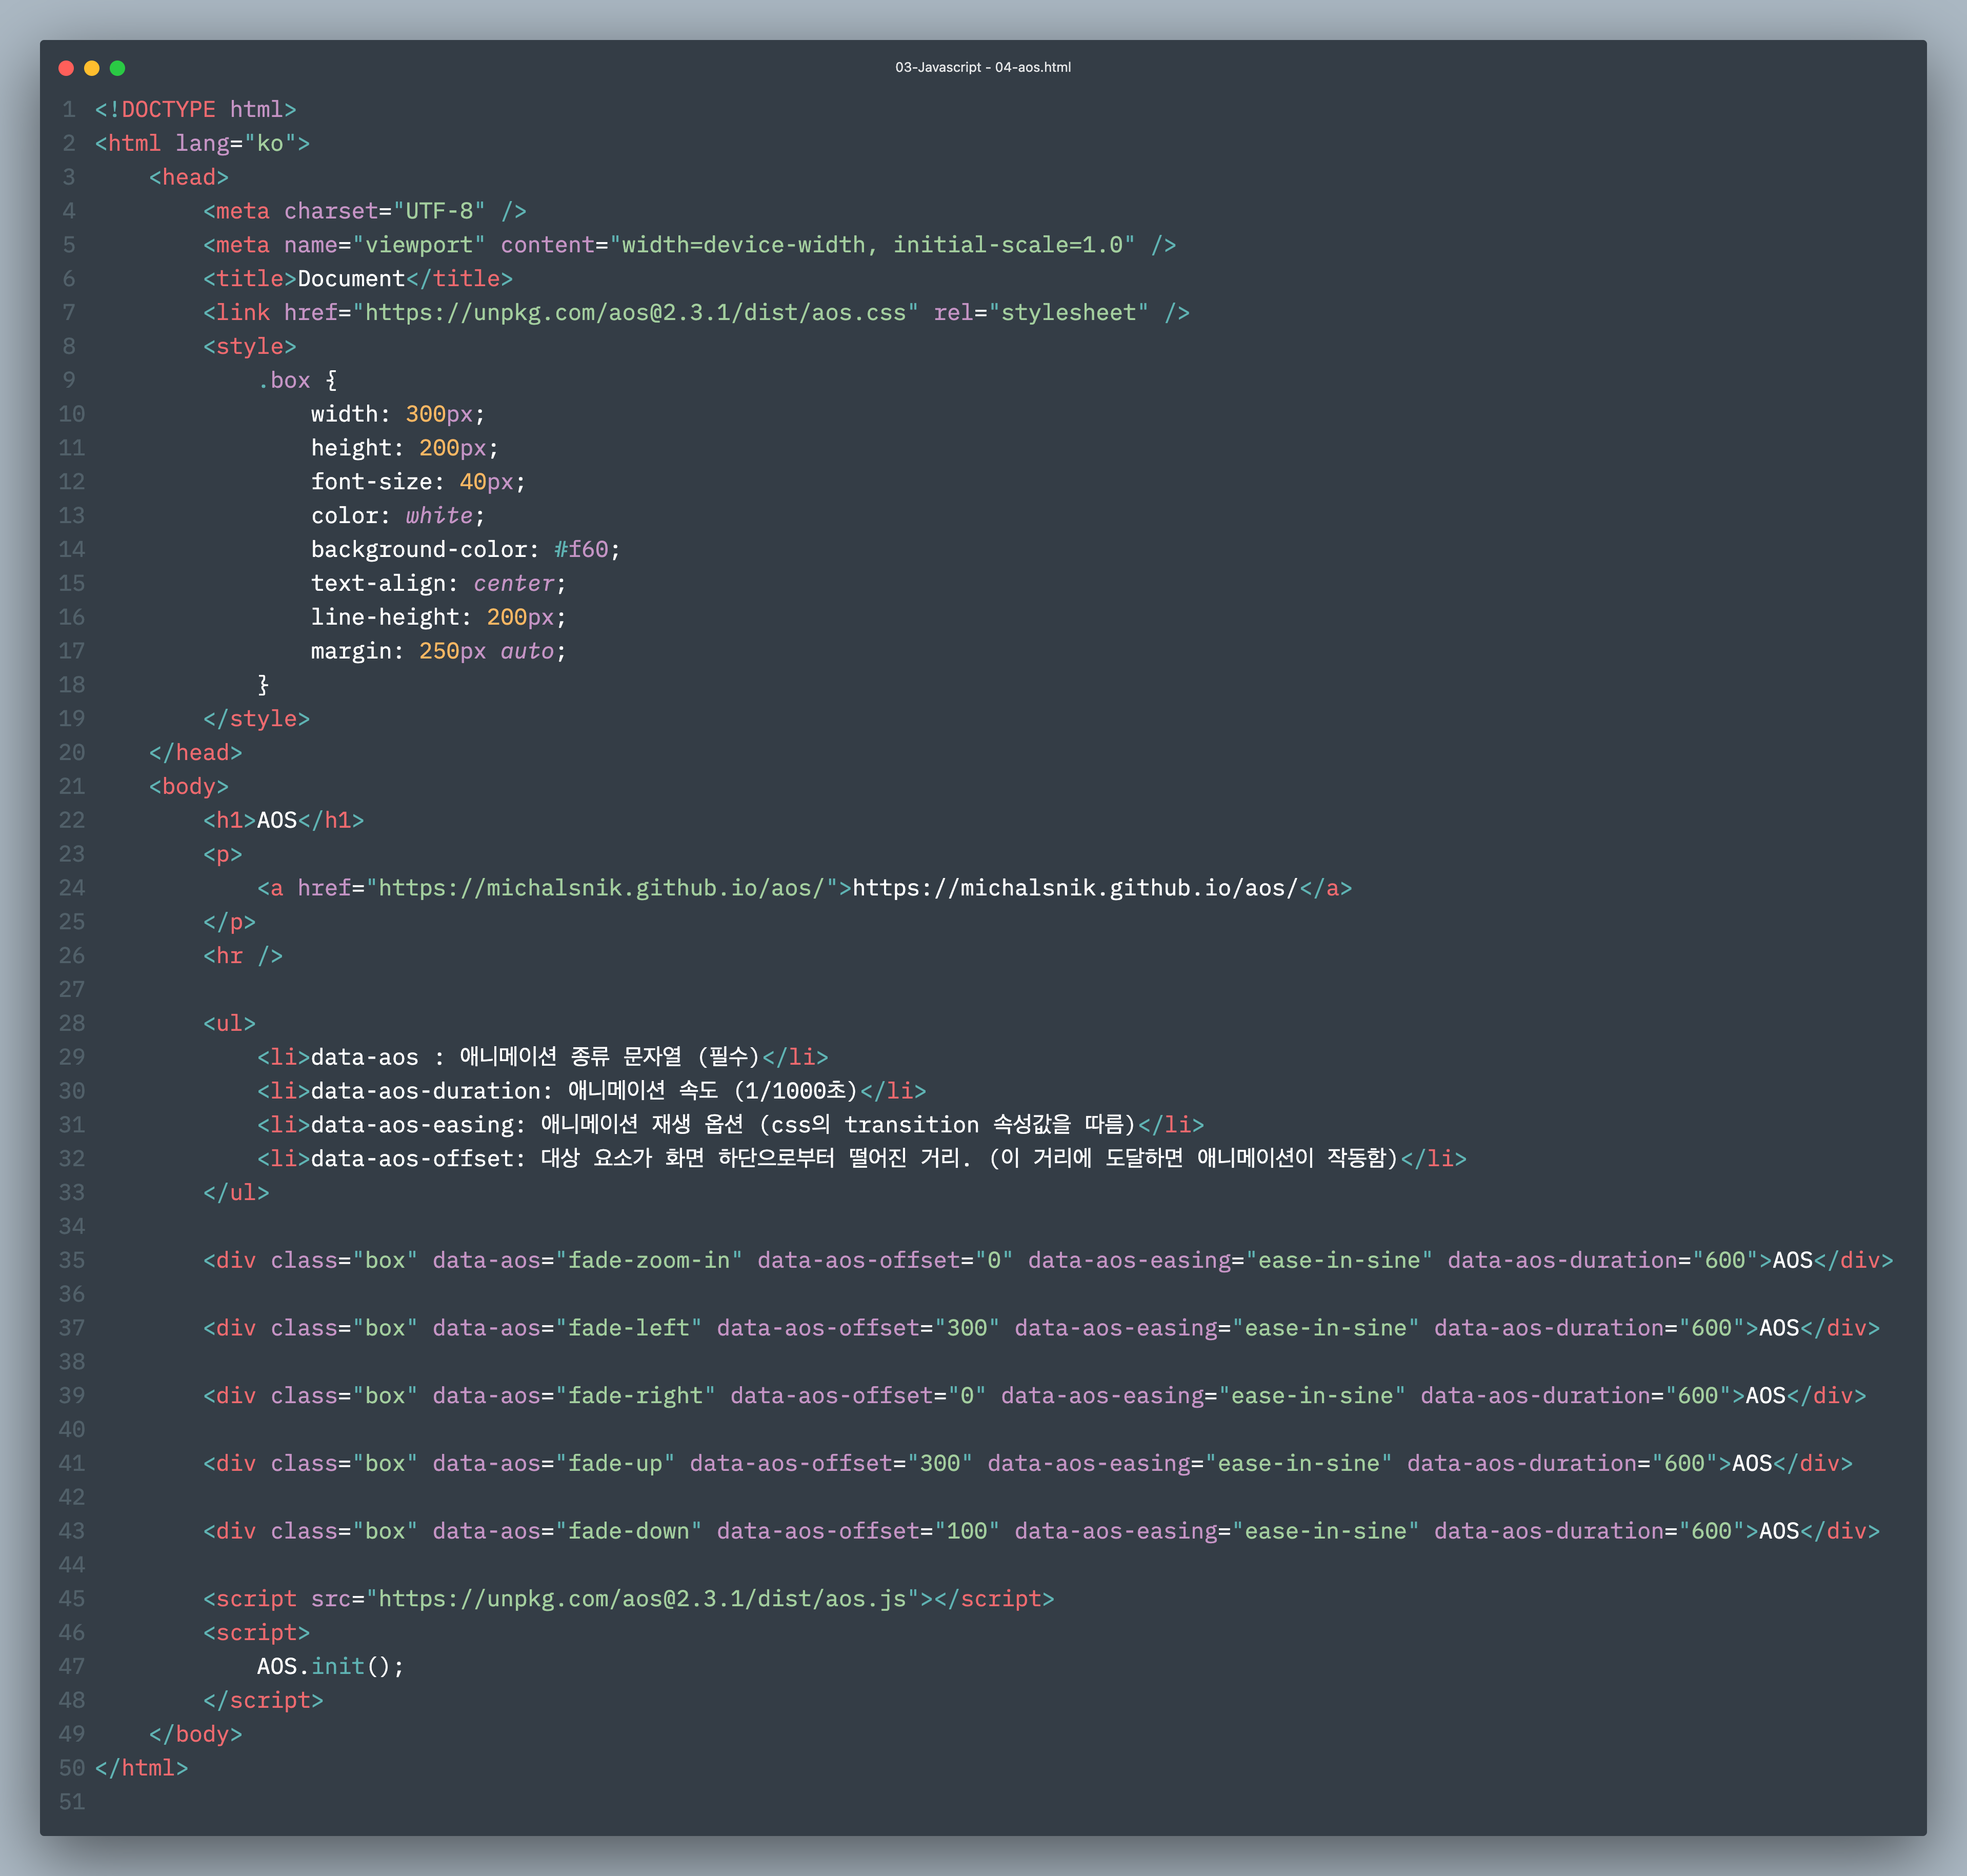 03-Javascript - 04-aos.html
1 <!DOCTYPE html>
2 <html lang="ko">
3     <head>
4         <meta charset="UTF-8" />
5         <meta name="viewport" content="width=device-width, initial-scale=1.0" />
6         <title>Document</title>
7         <link href="https://unpkg.com/aos@2.3.1/dist/aos.css" rel="stylesheet" />
8         <style>
9             .box {
10                 width: 300px;
11                 height: 200px;
12                 font-size: 40px;
13                 color: white;
14                 background-color: #f60;
15                 text-align: center;
16                 line-height: 200px;
17                 margin: 250px auto;
18             }
19         </style>
20     </head>
21     <body>
22         <h1>AOS</h1>
23         <p>
24             <a href="https://michalsnik.github.io/aos/">https://michalsnik.github.io/aos/</a>
25         </p>
26         <hr />
27
28         <ul>
29             <li>data-aos : 애니메이션 종류 문자열 (필수)</li>
30             <li>data-aos-duration: 애니메이션 속도 (1/1000초)</li>
31             <li>data-aos-easing: 애니메이션 재생 옵션 (css의 transition 속성값을 따름)</li>
32             <li>data-aos-offset: 대상 요소가 화면 하단으로부터 떨어진 거리. (이 거리에 도달하면 애니메이션이 작동함)</li>
33         </ul>
34
35         <div class="box" data-aos="fade-zoom-in" data-aos-offset="0" data-aos-easing="ease-in-sine" data-aos-duration="600">AOS</div>
36
37         <div class="box" data-aos="fade-left" data-aos-offset="300" data-aos-easing="ease-in-sine" data-aos-duration="600">AOS</div>
38
39         <div class="box" data-aos="fade-right" data-aos-offset="0" data-aos-easing="ease-in-sine" data-aos-duration="600">AOS</div>
40
41         <div class="box" data-aos="fade-up" data-aos-offset="300" data-aos-easing="ease-in-sine" data-aos-duration="600">AOS</div>
42
43         <div class="box" data-aos="fade-down" data-aos-offset="100" data-aos-easing="ease-in-sine" data-aos-duration="600">AOS</div>
44
45         <script src="https://unpkg.com/aos@2.3.1/dist/aos.js"></script>
46         <script>
47             AOS.init();
48         </script>
49     </body>
50 </html>
51